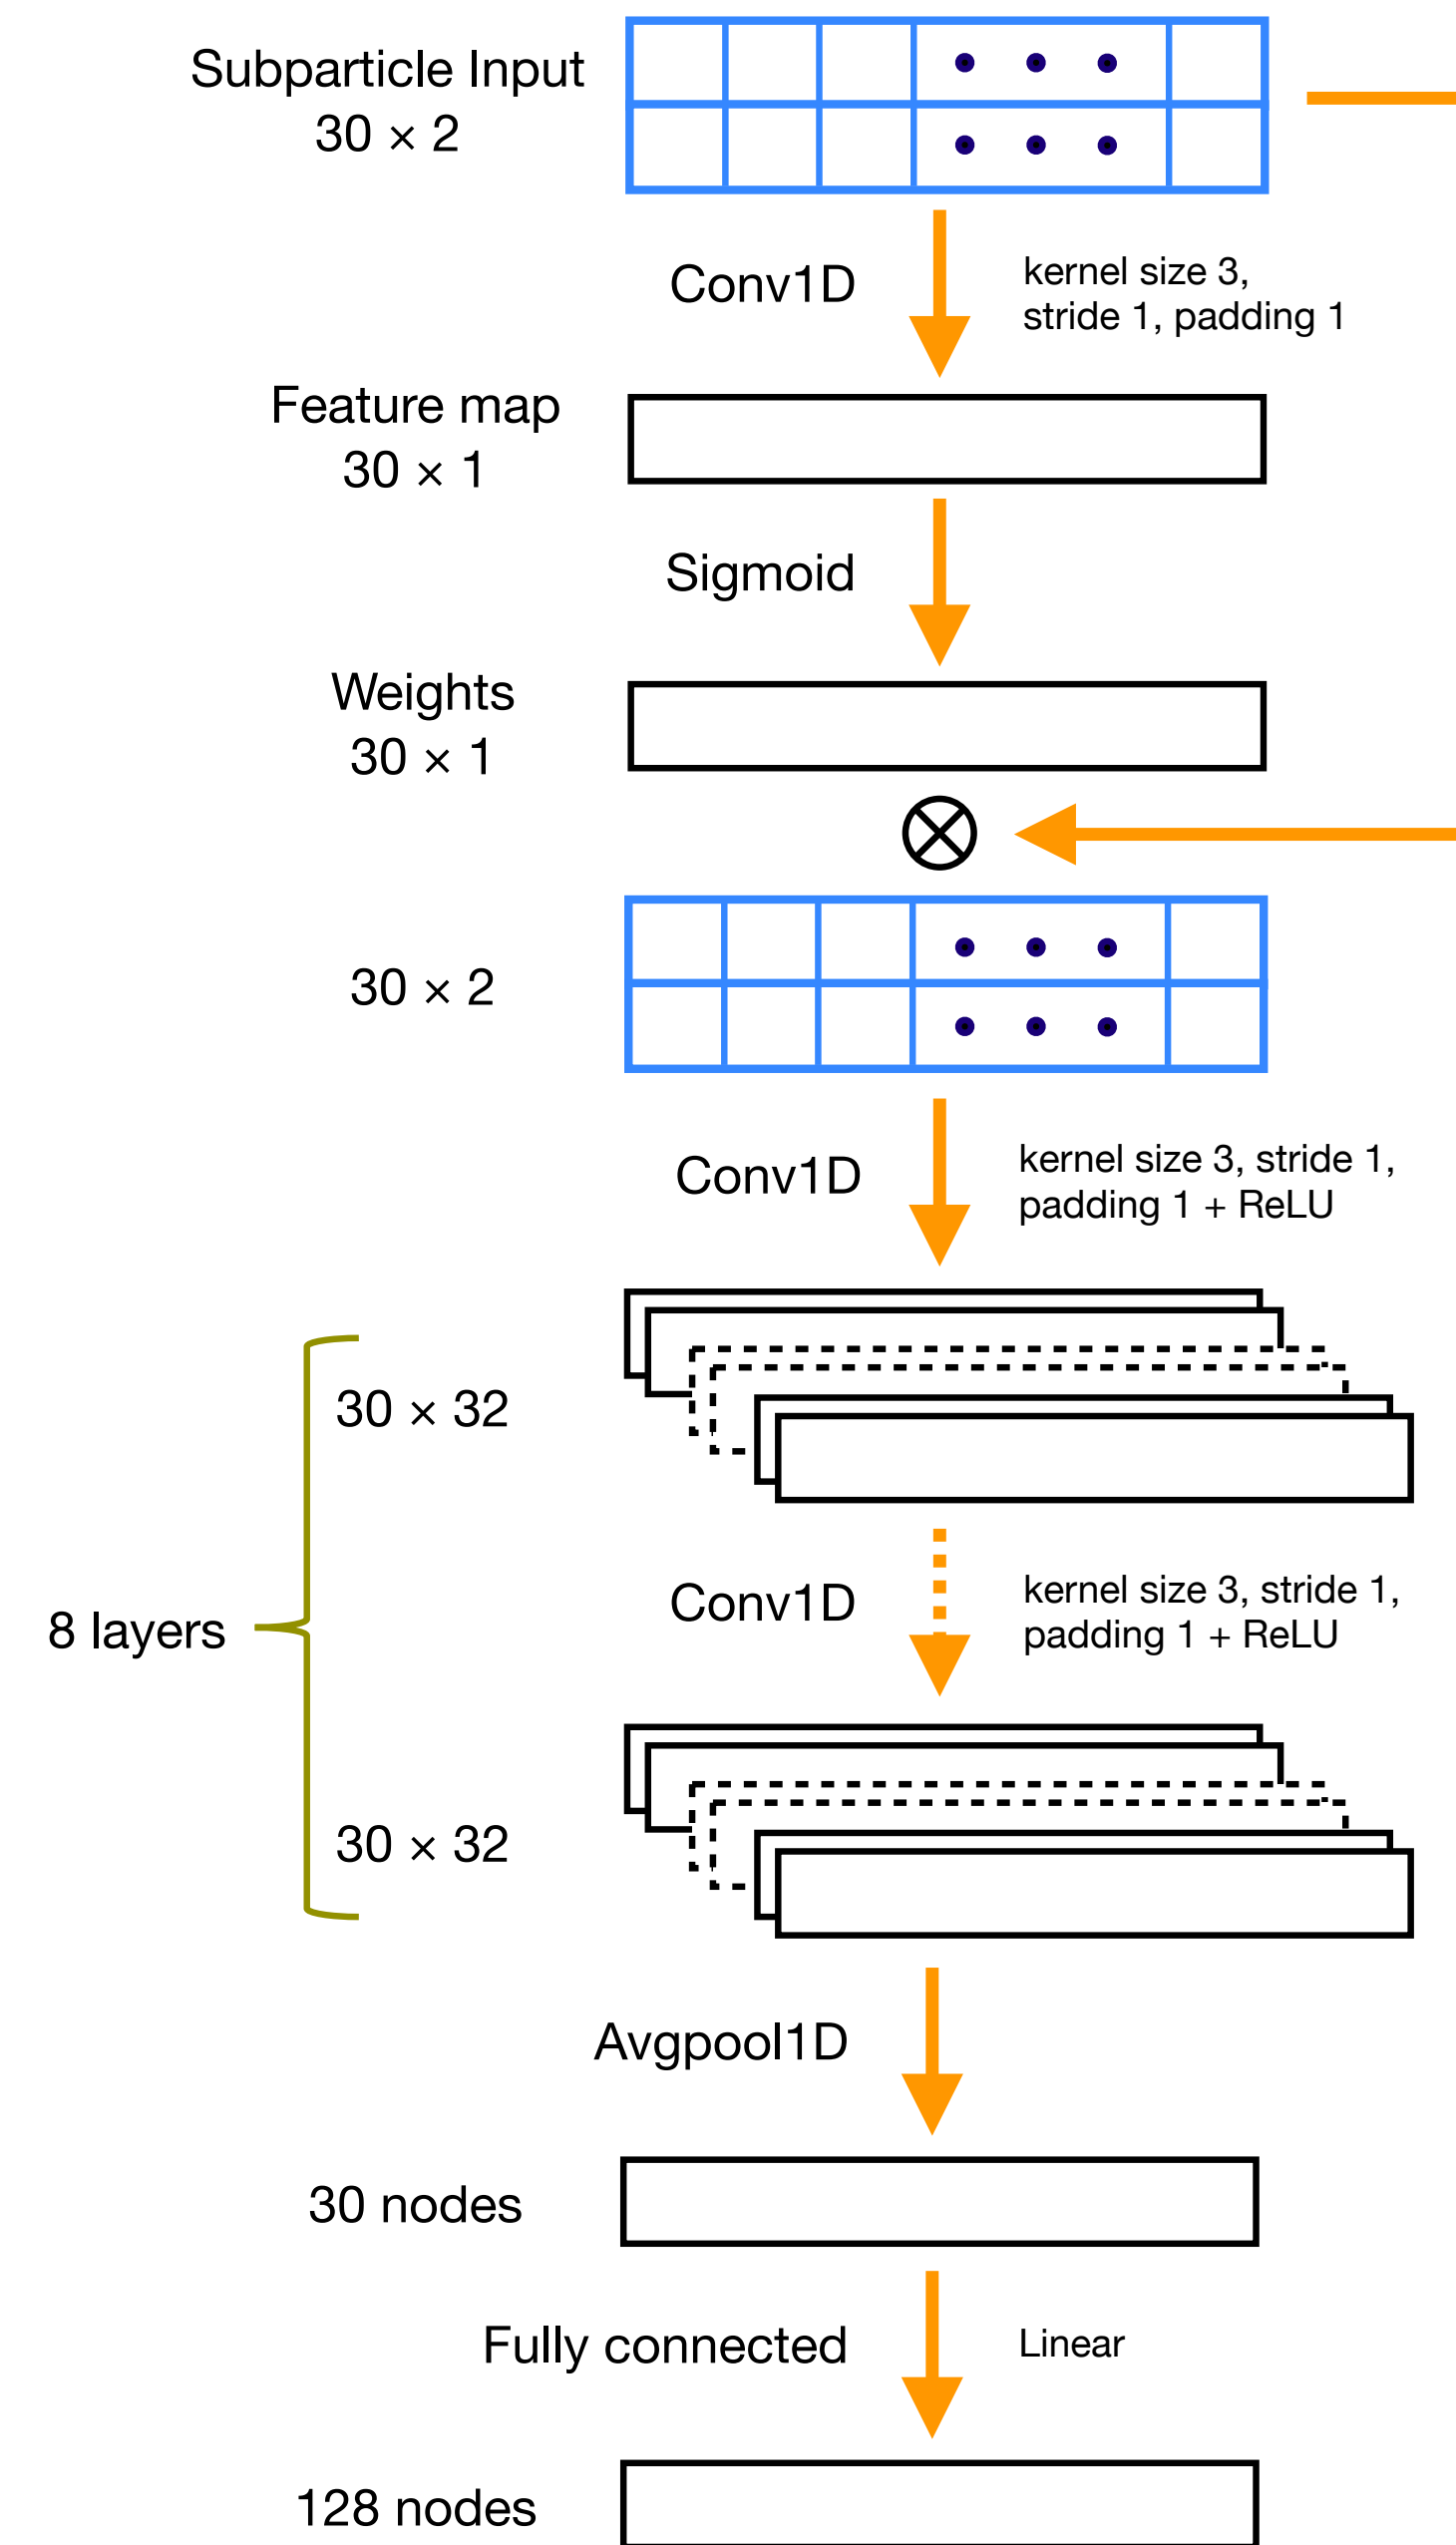 Subparticle Input
30 × 2
Conv1D
kernel size 3,
stride 1, padding 1
Feature map
30 × 1
Sigmoid
Weights
30 × 1
30 × 2
Conv1D
kernel size 3, stride 1,
padding 1 + ReLU
30 × 32
Conv1D
kernel size 3, stride 1,
padding 1 + ReLU
8 layers
30 × 32
Avgpool1D
30 nodes
Fully connected
Linear
128 nodes